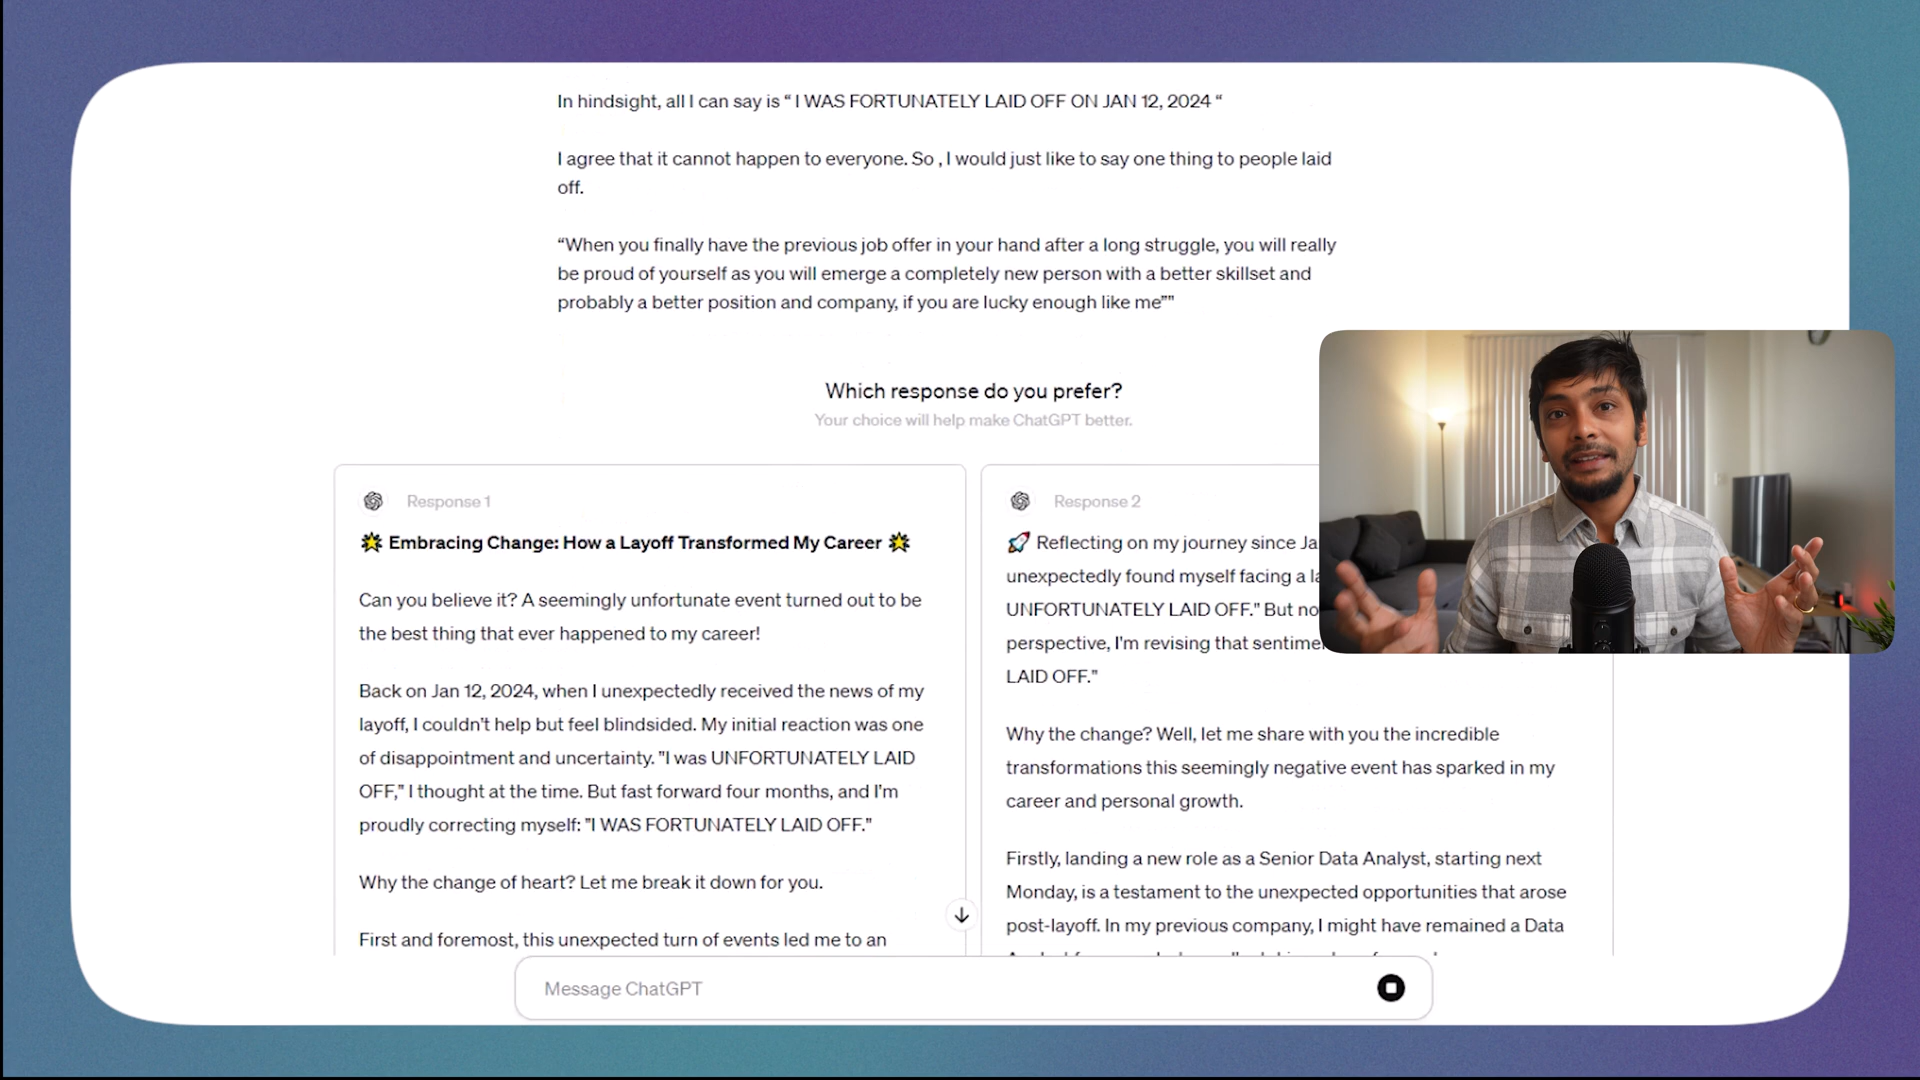 In hindsight, all I can say is “ I WAS FORTUNATELY LAID OFF ON JAN 12, 2024 “
I agree that it cannot happen to everyone. So , I would just like to say one thing to people laid
off.
“When you finally have the previous job offer in your hand after a long struggle, you will really
be proud of yourself as you will emerge a completely new person with a better skillset and
probably a better position and company, if you are lucky enough like me””
Which response do you prefer?
Your choice will help make ChatGPT better.
Response 1
🌟 Embracing Change: How a Layoff Transformed My Career 🌟
Can you believe it? A seemingly unfortunate event turned out to be
the best thing that ever happened to my career!
Back on Jan 12, 2024, when I unexpectedly received the news of my
layoff, I couldn't help but feel blindsided. My initial reaction was one
of disappointment and uncertainty. "I was UNFORTUNATELY LAID
OFF," I thought at the time. But fast forward four months, and I'm
proudly correcting myself: "I WAS FORTUNATELY LAID OFF."
Why the change of heart? Let me break it down for you.
First and foremost, this unexpected turn of events led me to an
Response 2
🚀 Reflecting on my journey since
unexpectedly found myself facing a
UNFORTUNATELY LAID OFF." But
perspective, I'm revising that
LAID OFF."
Why the change? Well, let me share with you the incredible
transformations this seemingly negative event has sparked in my
career and personal growth.
Firstly, landing a new role as a Senior Data Analyst, starting next
Monday, is a testament to the unexpected opportunities that arose
post-layoff. In my previous company, I might have remained a Data
Message ChatGPT